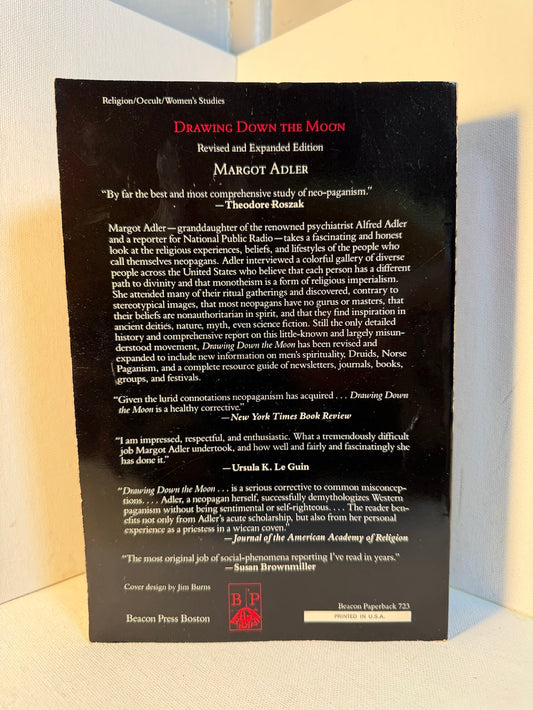 Religion/Occult/Women's Studies
DRAWING DOWN THE MOON
Revised and Expanded Edition
MARGOT ADLER
"By far the best and most comprehensive study of neo-paganism."
—Theodore Roszak
Margot Adler—granddaughter of the renowned psychiatrist Alfred Adler
and a reporter for National Public Radio—takes a fascinating and honest
look at the religious experiences, beliefs, and lifestyles of the people who
call themselves neopagans. Adler interviewed a colorful gallery of diverse
people across the United States who believe that each person has a different
path to divinity and that monotheism is a form of religious imperialism.
She attended many of their ritual gatherings and discovered, contrary to
stereotypical images, that most neopagans have no gurus or masters, that
their beliefs are nonauthoritarian in spirit, and that they find inspiration in
ancient deities, nature, myth, even science fiction. Still the only detailed
history and comprehensive report on this little-known and largely misun-
derstood movement, Drawing Down the Moon has been revised and
expanded to include new information on men's spirituality, Druids, Norse
Paganism, and a complete resource guide of newsletters, journals, books,
groups, and festivals.
"Given the lurid connotations neopaganism has acquired . . . Drawing Down
the Moon is a healthy corrective."
—New York Times Book Review
"I am impressed, respectful, and enthusiastic. What a tremendously difficult
job Margot Adler undertook, and how well and fairly and fascinatingly she
has done it."
—Ursula K. Le Guin
"Drawing Down the Moon . . . is a serious corrective to common misconcep-
tions. . . . Adler, a neopagan herself, successfully demythologizes Western
paganism without being sentimental or self-righteous. . . . The reader ben-
efits not only from Adler's acute scholarship, but also from her personal
experience as a priestess in a wiccan coven."
—Journal of the American Academy of Religion
"The most original job of social-phenomena reporting I've read in years."
—Susan Brownmiller
Cover design by Jim Burns
B P
Beacon Press Boston
Beacon Paperback 723
PRINTED IN U.S.A.